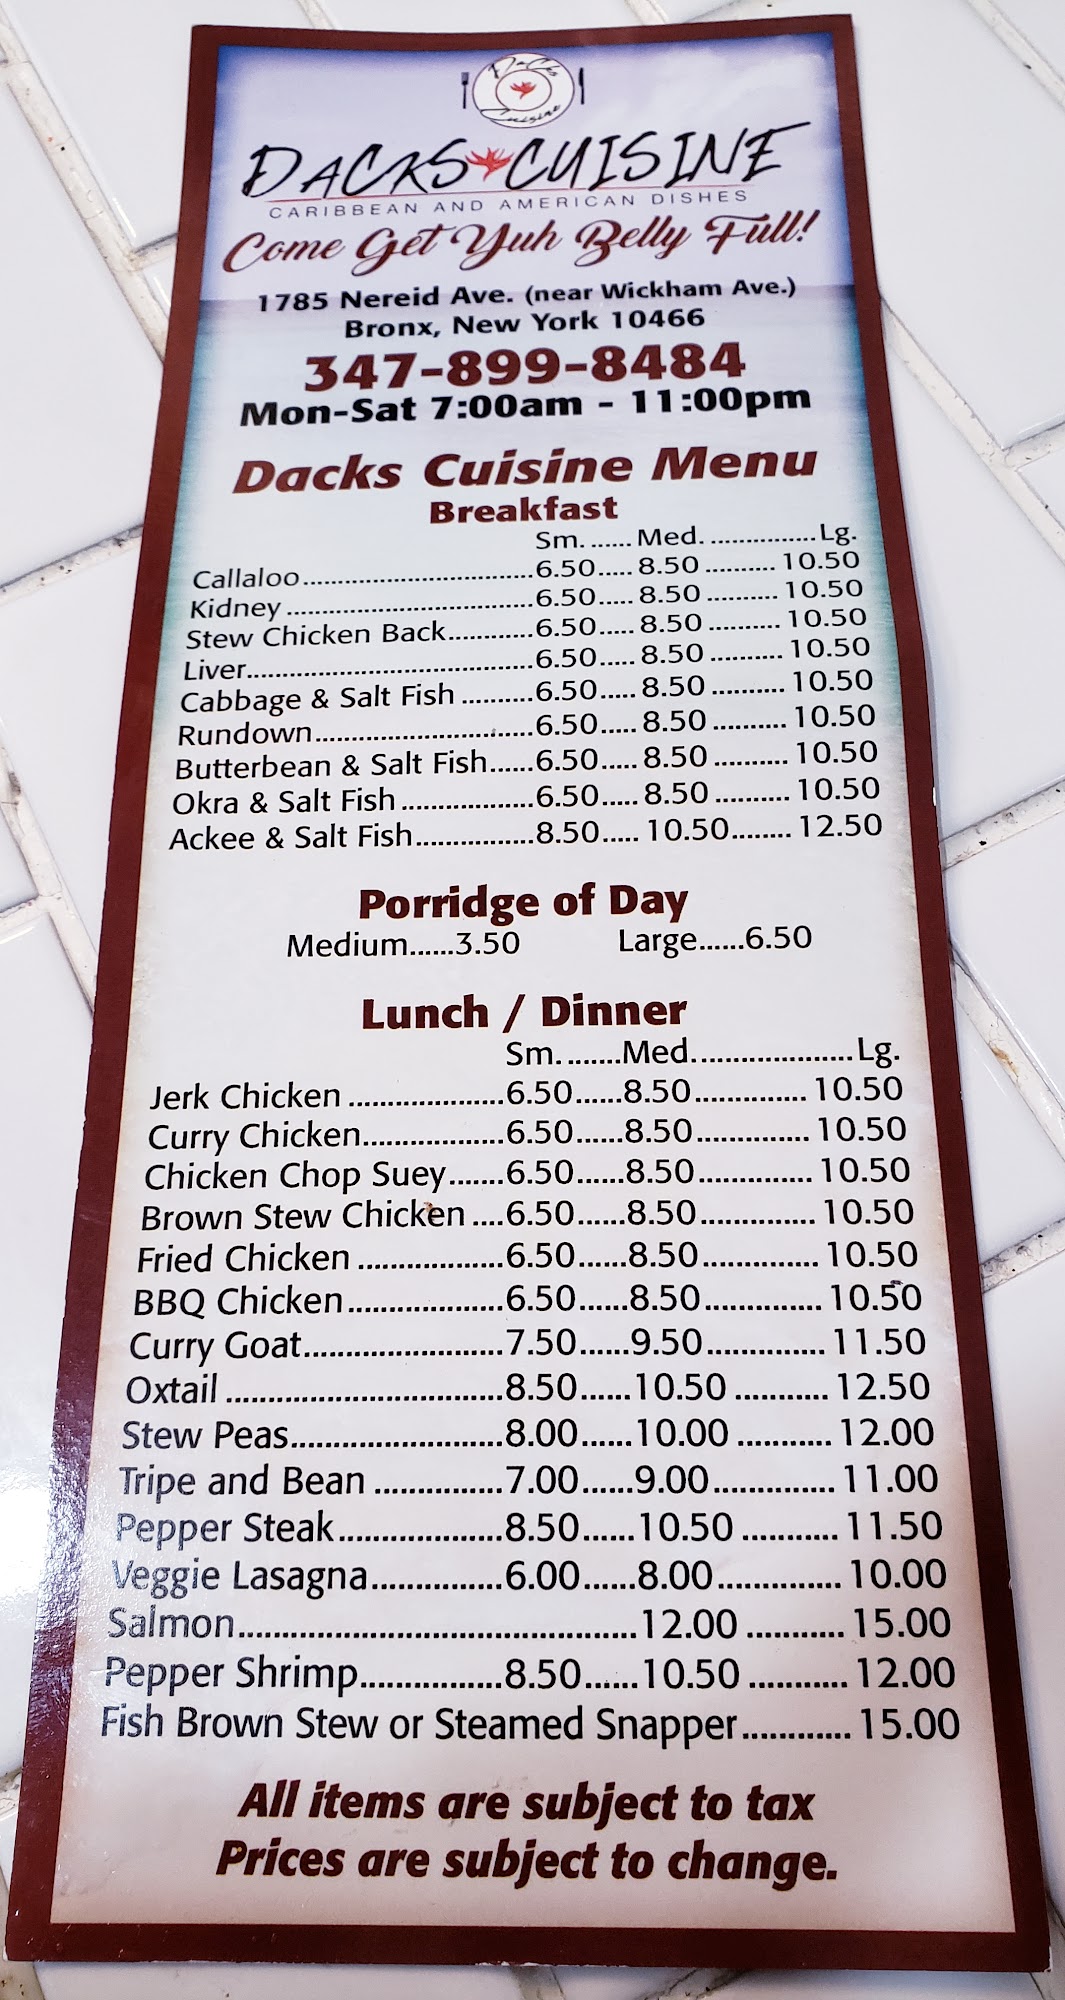 DaCks
Cuisine
DACKS CUISINE
CARIBBEAN AND AMERICAN DISHES
Come Get Yuh Belly Full!
1785 Nereid Ave. (near Wickham Ave.)
Bronx, New York 10466
347-899-8484
Mon-Sat 7:00am - 11:00pm
Dacks Cuisine Menu
Breakfast
Sm. ...... Med. ............... Lg.
Callaloo ................................ 6.50 ..... 8.50 .......... 10.50
Kidney .................................. 6.50 ..... 8.50 .......... 10.50
Stew Chicken Back ............ 6.50 ..... 8.50 .......... 10.50
Liver ....................................... 6.50 ..... 8.50 .......... 10.50
Cabbage & Salt Fish .......... 6.50 ..... 8.50 .......... 10.50
Rundown .............................. 6.50 ..... 8.50 .......... 10.50
Butterbean & Salt Fish ...... 6.50 ..... 8.50 .......... 10.50
Okra & Salt Fish .................. 6.50 ..... 8.50 .......... 10.50
Ackee & Salt Fish ................. 8.50 ..... 10.50 ........ 12.50
Porridge of Day
Medium......3.50 Large......6.50
Lunch / Dinner
Sm. ........ Med. ..................... Lg.
Jerk Chicken .................... 6.50 ...... 8.50 ............... 10.50
Curry Chicken .................. 6.50 ...... 8.50 ............... 10.50
Chicken Chop Suey ....... 6.50 ...... 8.50 ............... 10.50
Brown Stew Chicken .... 6.50 ...... 8.50 ............... 10.50
Fried Chicken ................... 6.50 ...... 8.50 ............... 10.50
BBQ Chicken .................... 6.50 ...... 8.50 ............... 10.50
Curry Goat .......................... 7.50 ...... 9.50 ............... 11.50
Oxtail .................................... 8.50 ...... 10.50 ............ 12.50
Stew Peas ........................... 8.00 ...... 10.00 ............ 12.00
Tripe and Bean ................. 7.00 ...... 9.00 ............... 11.00
Pepper Steak ..................... 8.50 ...... 10.50 ............ 11.50
Veggie Lasagna ................ 6.00 ...... 8.00 ............... 10.00
Salmon .................................................. 12.00 ............ 15.00
Pepper Shrimp .................. 8.50 ...... 10.50 ............ 12.00
Fish Brown Stew or Steamed Snapper ............. 15.00
All items are subject to tax
Prices are subject to change.